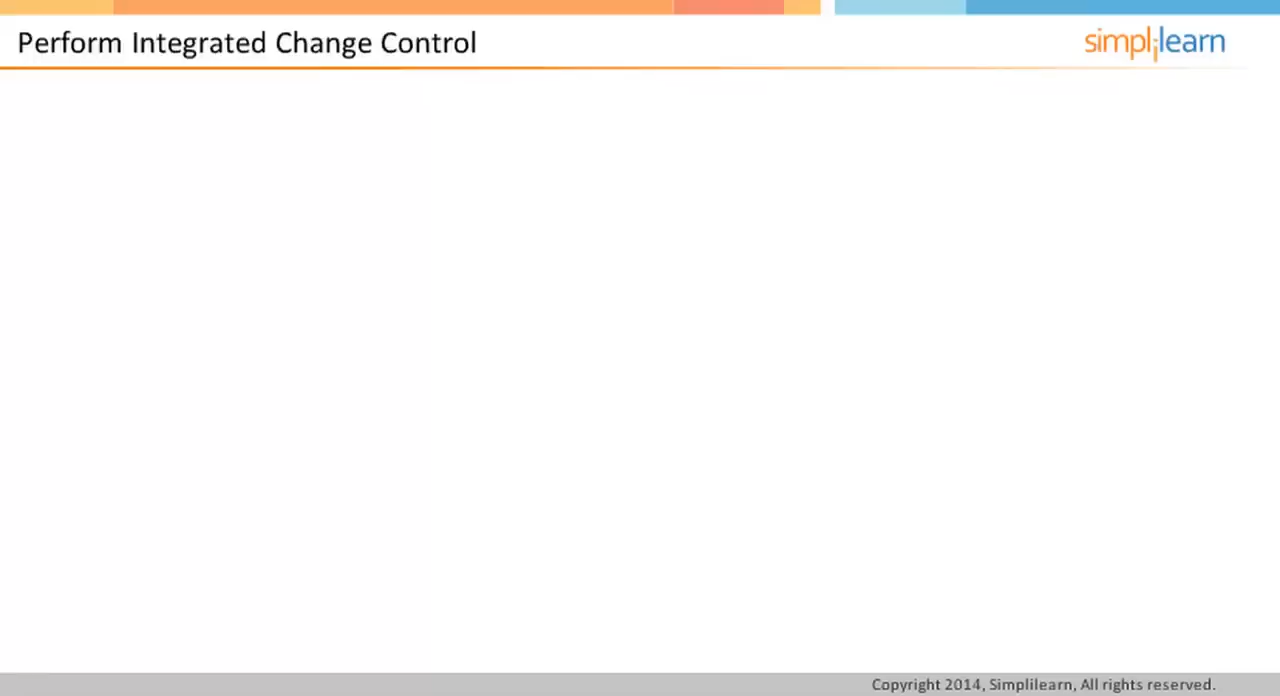 Perform Integrated Change Control
simplilearn
Copyright 2014, Simplilearn, All rights reserved.